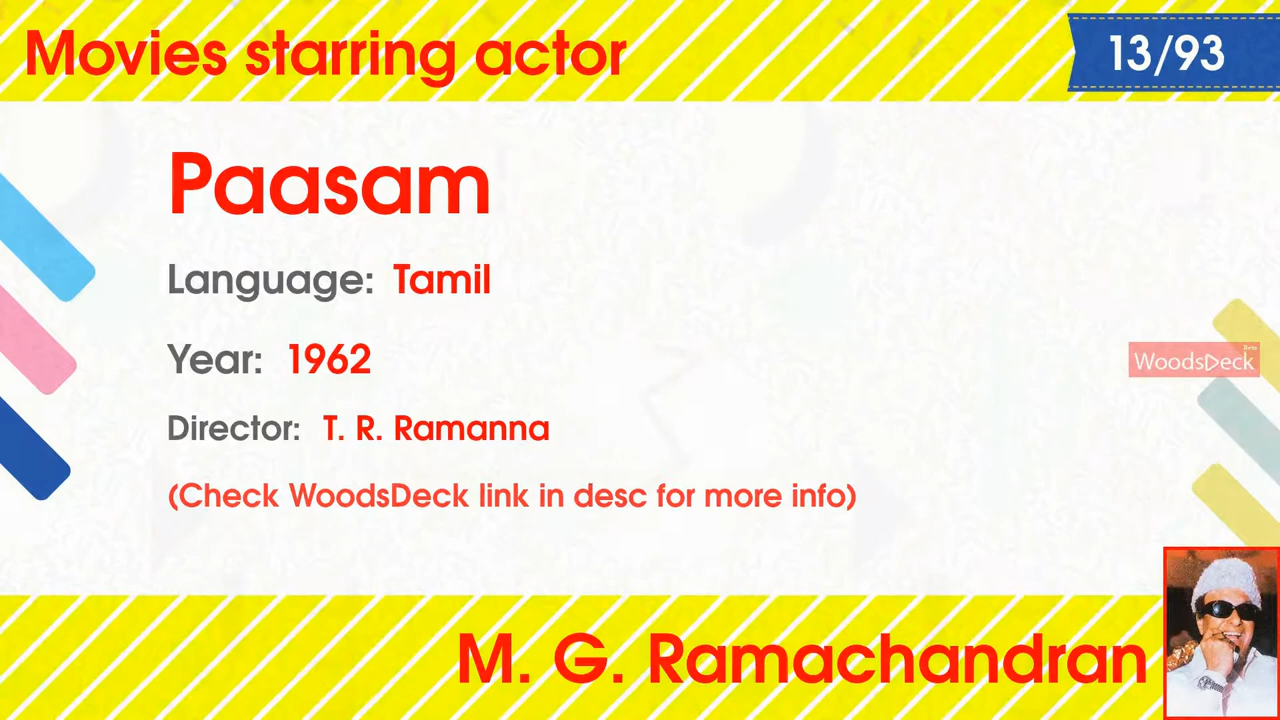 Movies starring actor
13/93
Paasam
Language: Tamil
Year: 1962
WoodsDeck
Beta
Director: T. R. Ramanna
(Check WoodsDeck link in desc for more info)
M. G. Ramachandran